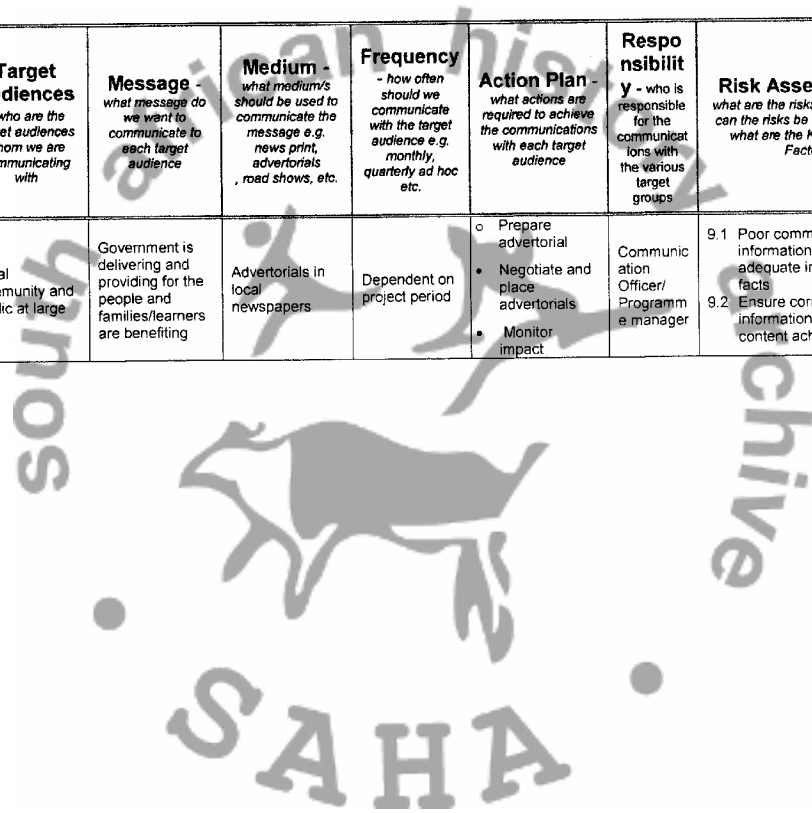 Target
diences
who are the
et audiences
hom we are
mmunicating
with
Message -
what message do
we want to
communicate to
each target
audience
Medium -
what medium/s
should be used to
communicate the
message e.g.
news print,
advertorials
, road shows, etc.
Frequency
- how often
should we
communicate
with the target
audience e.g.
monthly,
quarterly ad hoc
etc.
Action Plan -
what actions are
required to achieve
the communications
with each target
audience
Respo
nsibilit
y - who is
responsible
for the
communicat
ions with
the various
target
groups
Risk Asse
what are the risks
can the risks be
what are the K
Facto
al
mmunity and
lic at large
Government is
delivering and
providing for the
people and
families/learners
are benefiting
Advertorials in
local
newspapers
Dependent on
project period
o Prepare
advertorial
• Negotiate and
place
advertorials
• Monitor
impact
Communic
ation
Officer/
Programm
e manager
9.1 Poor comm
information
adequate in
facts
9.2 Ensure corr
information
content ach
south african history archive
• SAHA •